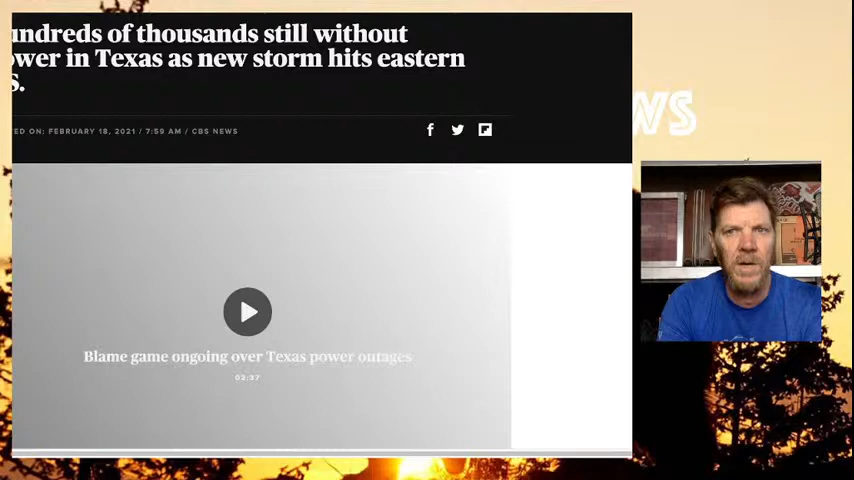 undreds of thousands still without
ower in Texas as new storm hits eastern
S.
ED ON: FEBRUARY 18, 2021 / 7:59 AM / CBS NEWS
WS
Blame game ongoing over Texas power outages
02:37